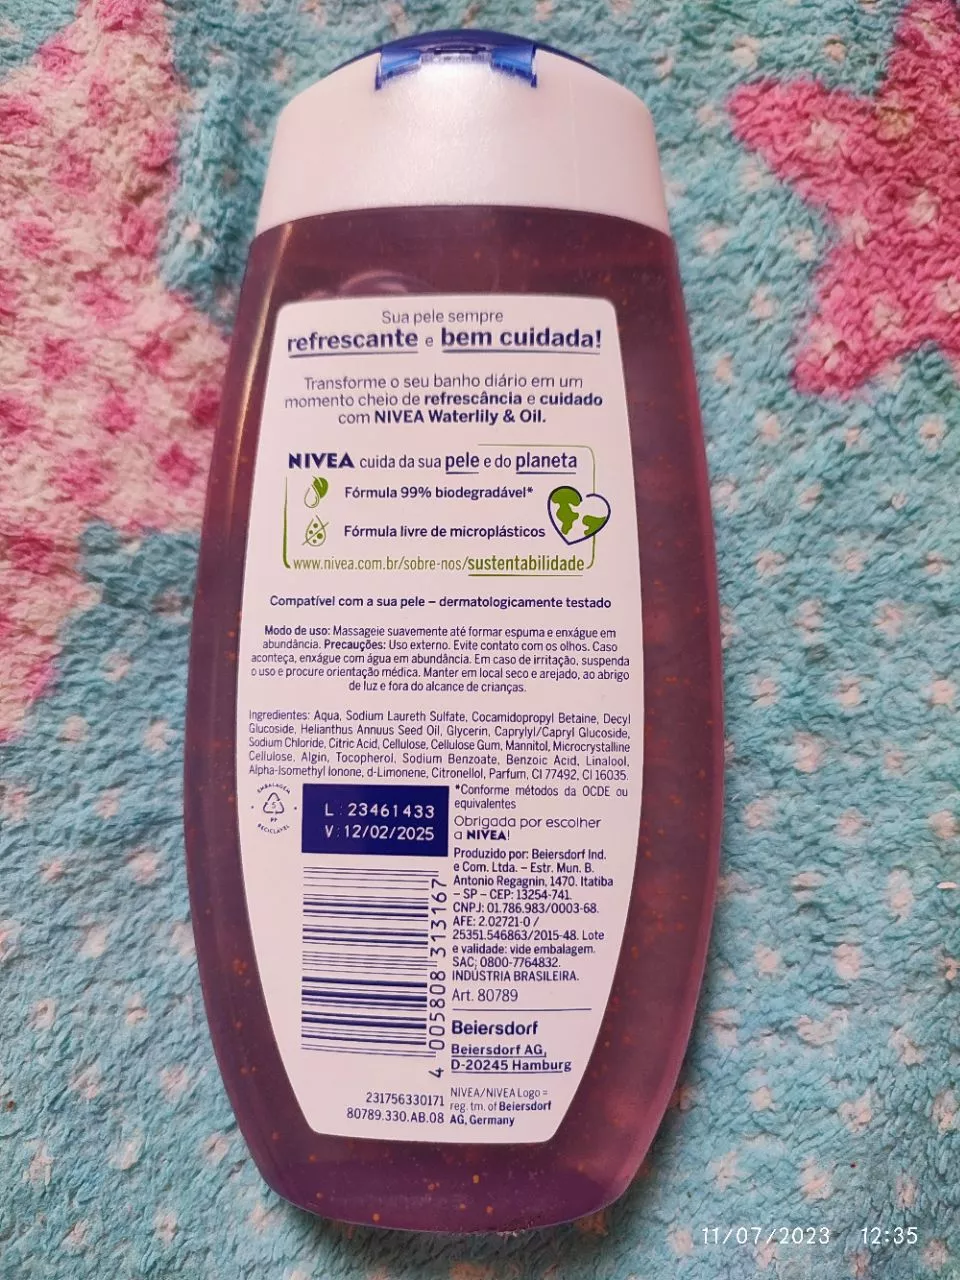 Sua pele sempre
refrescante e bem cuidada!
Transforme o seu banho diário em um
momento cheio de refrescância e cuidado
com NIVEA Waterlily & Oil.
NIVEA cuida da sua pele e do planeta
Fórmula 99% biodegradável*
Fórmula livre de microplásticos
www.nivea.com.br/sobre-nos/sustentabilidade
Compatível com a sua pele – dermatologicamente testado
Modo de uso: Massageie suavemente até formar espuma e enxágue em
abundância. Precauções: Uso externo. Evite contato com os olhos. Caso
aconteça, enxágue com água em abundância. Em caso de irritação, suspenda
o uso e procure orientação médica. Manter em local seco e arejado, ao abrigo
de luz e fora do alcance de crianças.
Ingredientes: Aqua, Sodium Laureth Sulfate, Cocamidopropyl Betaine, Decyl
Glucoside, Helianthus Annuus Seed Oil, Glycerin, Caprylyl/Capryl Glucoside,
Sodium Chloride, Citric Acid, Cellulose, Cellulose Gum, Mannitol, Microcrystalline
Cellulose, Algin, Tocopherol, Sodium Benzoate, Benzoic Acid, Linalool,
Alpha-Isomethyl Ionone, d-Limonene, Citronellol, Parfum, CI 77492, CI 16035.
EMBALAGEM
5
PP
RECICLÁVEL
L : 23461433
V : 12/02/2025
*Conforme métodos da OCDE ou
equivalentes
Obrigada por escolher
a NIVEA!
Produzido por: Beiersdorf Ind.
e Com. Ltda. – Estr. Mun. B.
Antonio Regagnin, 1470. Itatiba
– SP – CEP: 13254-741.
CNPJ: 01.786.983/0003-68.
AFE: 2.02721-0 /
25351.546863/2015-48. Lote
e validade: vide embalagem.
SAC: 0800-7764832.
INDÚSTRIA BRASILEIRA.
Art. 80789
4 005808 313167
Beiersdorf
Beiersdorf AG,
D-20245 Hamburg
231756330171
80789.330.AB.08
NIVEA/NIVEA Logo =
reg. tm. of Beiersdorf
AG, Germany
11/07/2023 12:35